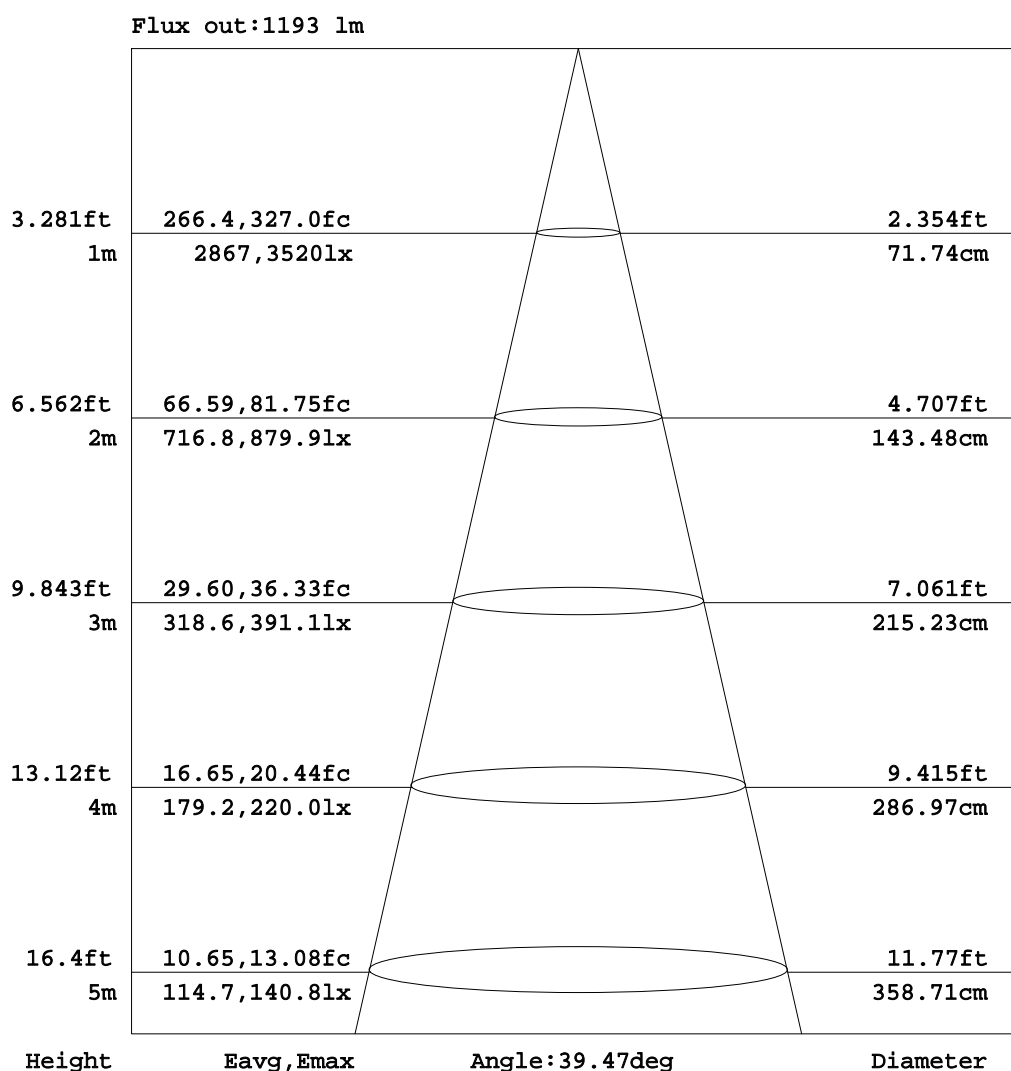 Flux out:1193 lm
3.281ft 266.4,327.0fc 2.354ft
1m 2867,3520lx 71.74cm
6.562ft 66.59,81.75fc 4.707ft
2m 716.8,879.9lx 143.48cm
9.843ft 29.60,36.33fc 7.061ft
3m 318.6,391.1lx 215.23cm
13.12ft 16.65,20.44fc 9.415ft
4m 179.2,220.0lx 286.97cm
16.4ft 10.65,13.08fc 11.77ft
5m 114.7,140.8lx 358.71cm
Height Eavg,Emax Angle:39.47deg Diameter